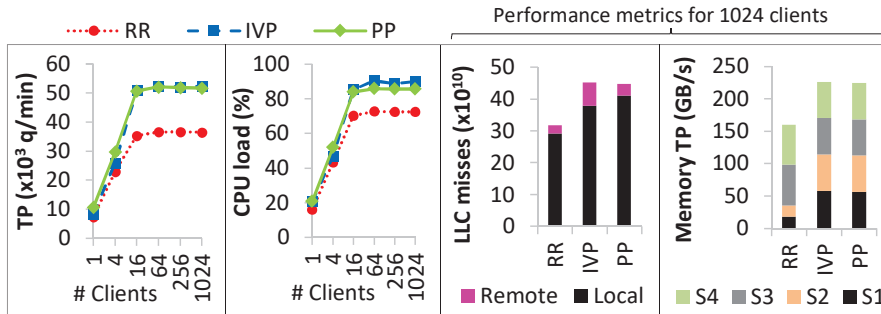 RR IVP PP
Performance metrics for 1024 clients
TP (x10³ q/min)
60
50
40
30
20
10
0
1 4 16 64 256 1024
# Clients
CPU load (%)
100
80
60
40
20
0
1 4 16 64 256 1024
# Clients
LLC misses (x10¹⁰)
50
40
30
20
10
0
RR IVP PP
Remote Local
Memory TP (GB/s)
250
200
150
100
50
0
RR IVP PP
S4 S3 S2 S1